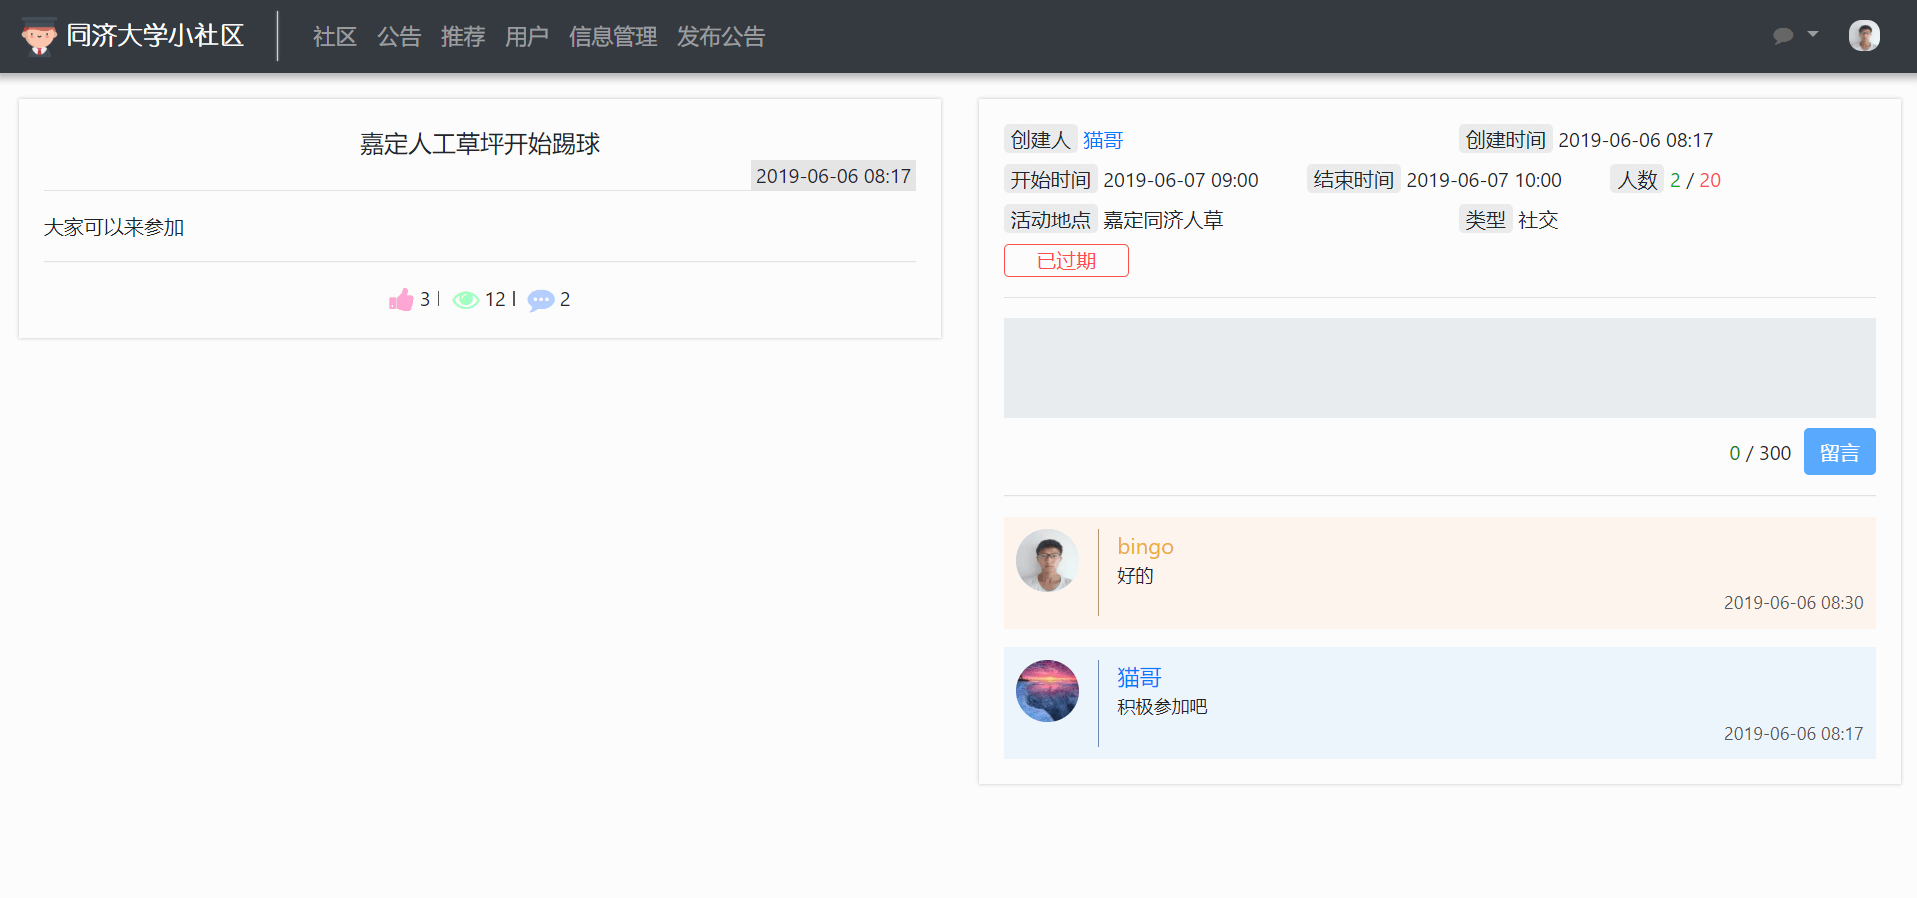 同济大学小社区 社区 公告 推荐 用户 信息管理 发布公告
嘉定人工草坪开始踢球
2019-06-06 08:17
大家可以来参加
3 | 12 | 2
创建人 猫哥 创建时间 2019-06-06 08:17
开始时间 2019-06-07 09:00 结束时间 2019-06-07 10:00 人数 2 / 20
活动地点 嘉定同济人草 类型 社交
已过期
0 / 300 留言
bingo
好的
2019-06-06 08:30
猫哥
积极参加吧
2019-06-06 08:17